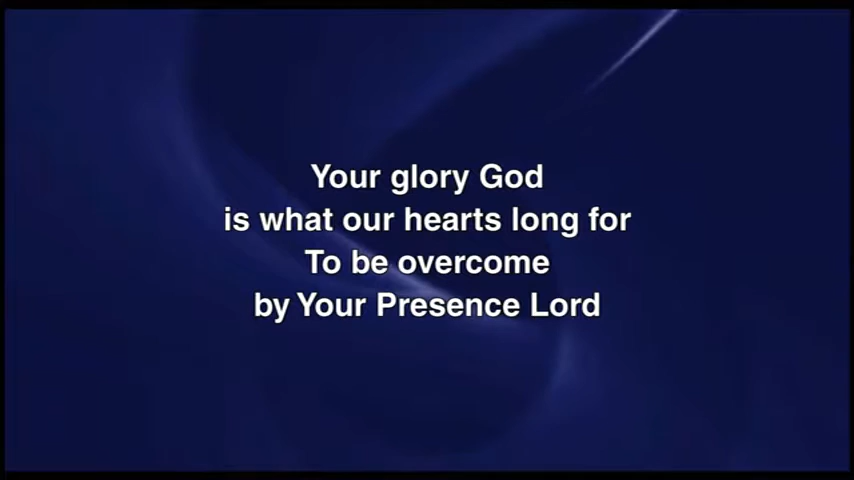 Your glory God
is what our hearts long for
To be overcome
by Your Presence Lord